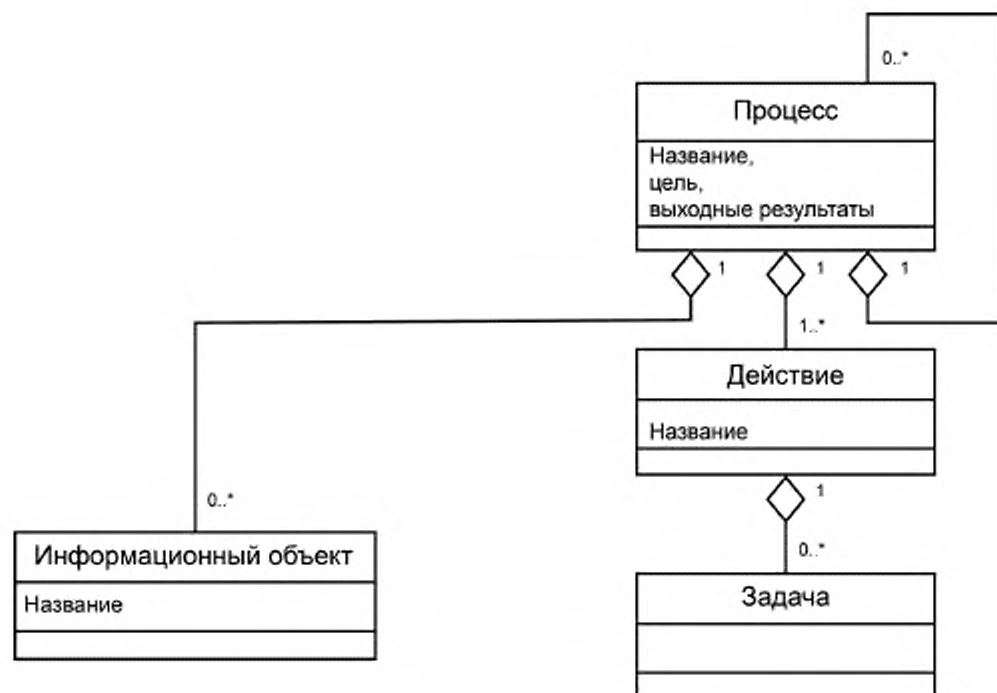 0..*
Процесс
Название,
цель,
выходные результаты
1
1
1
1..*
Действие
Название
1
0..*
0..*
Информационный объект
Название
Задача